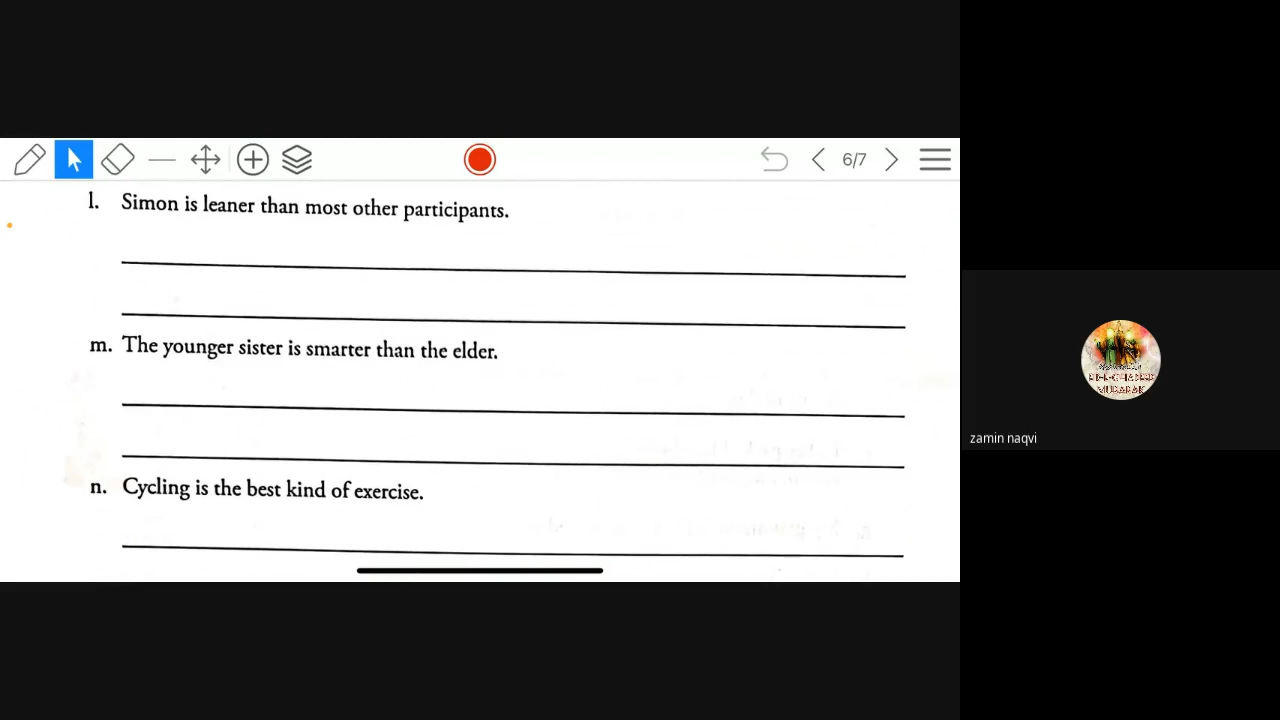 6/7
l. Simon is leaner than most other participants.
m. The younger sister is smarter than the elder.
n. Cycling is the best kind of exercise.
MUBARAK
zamin naqvi